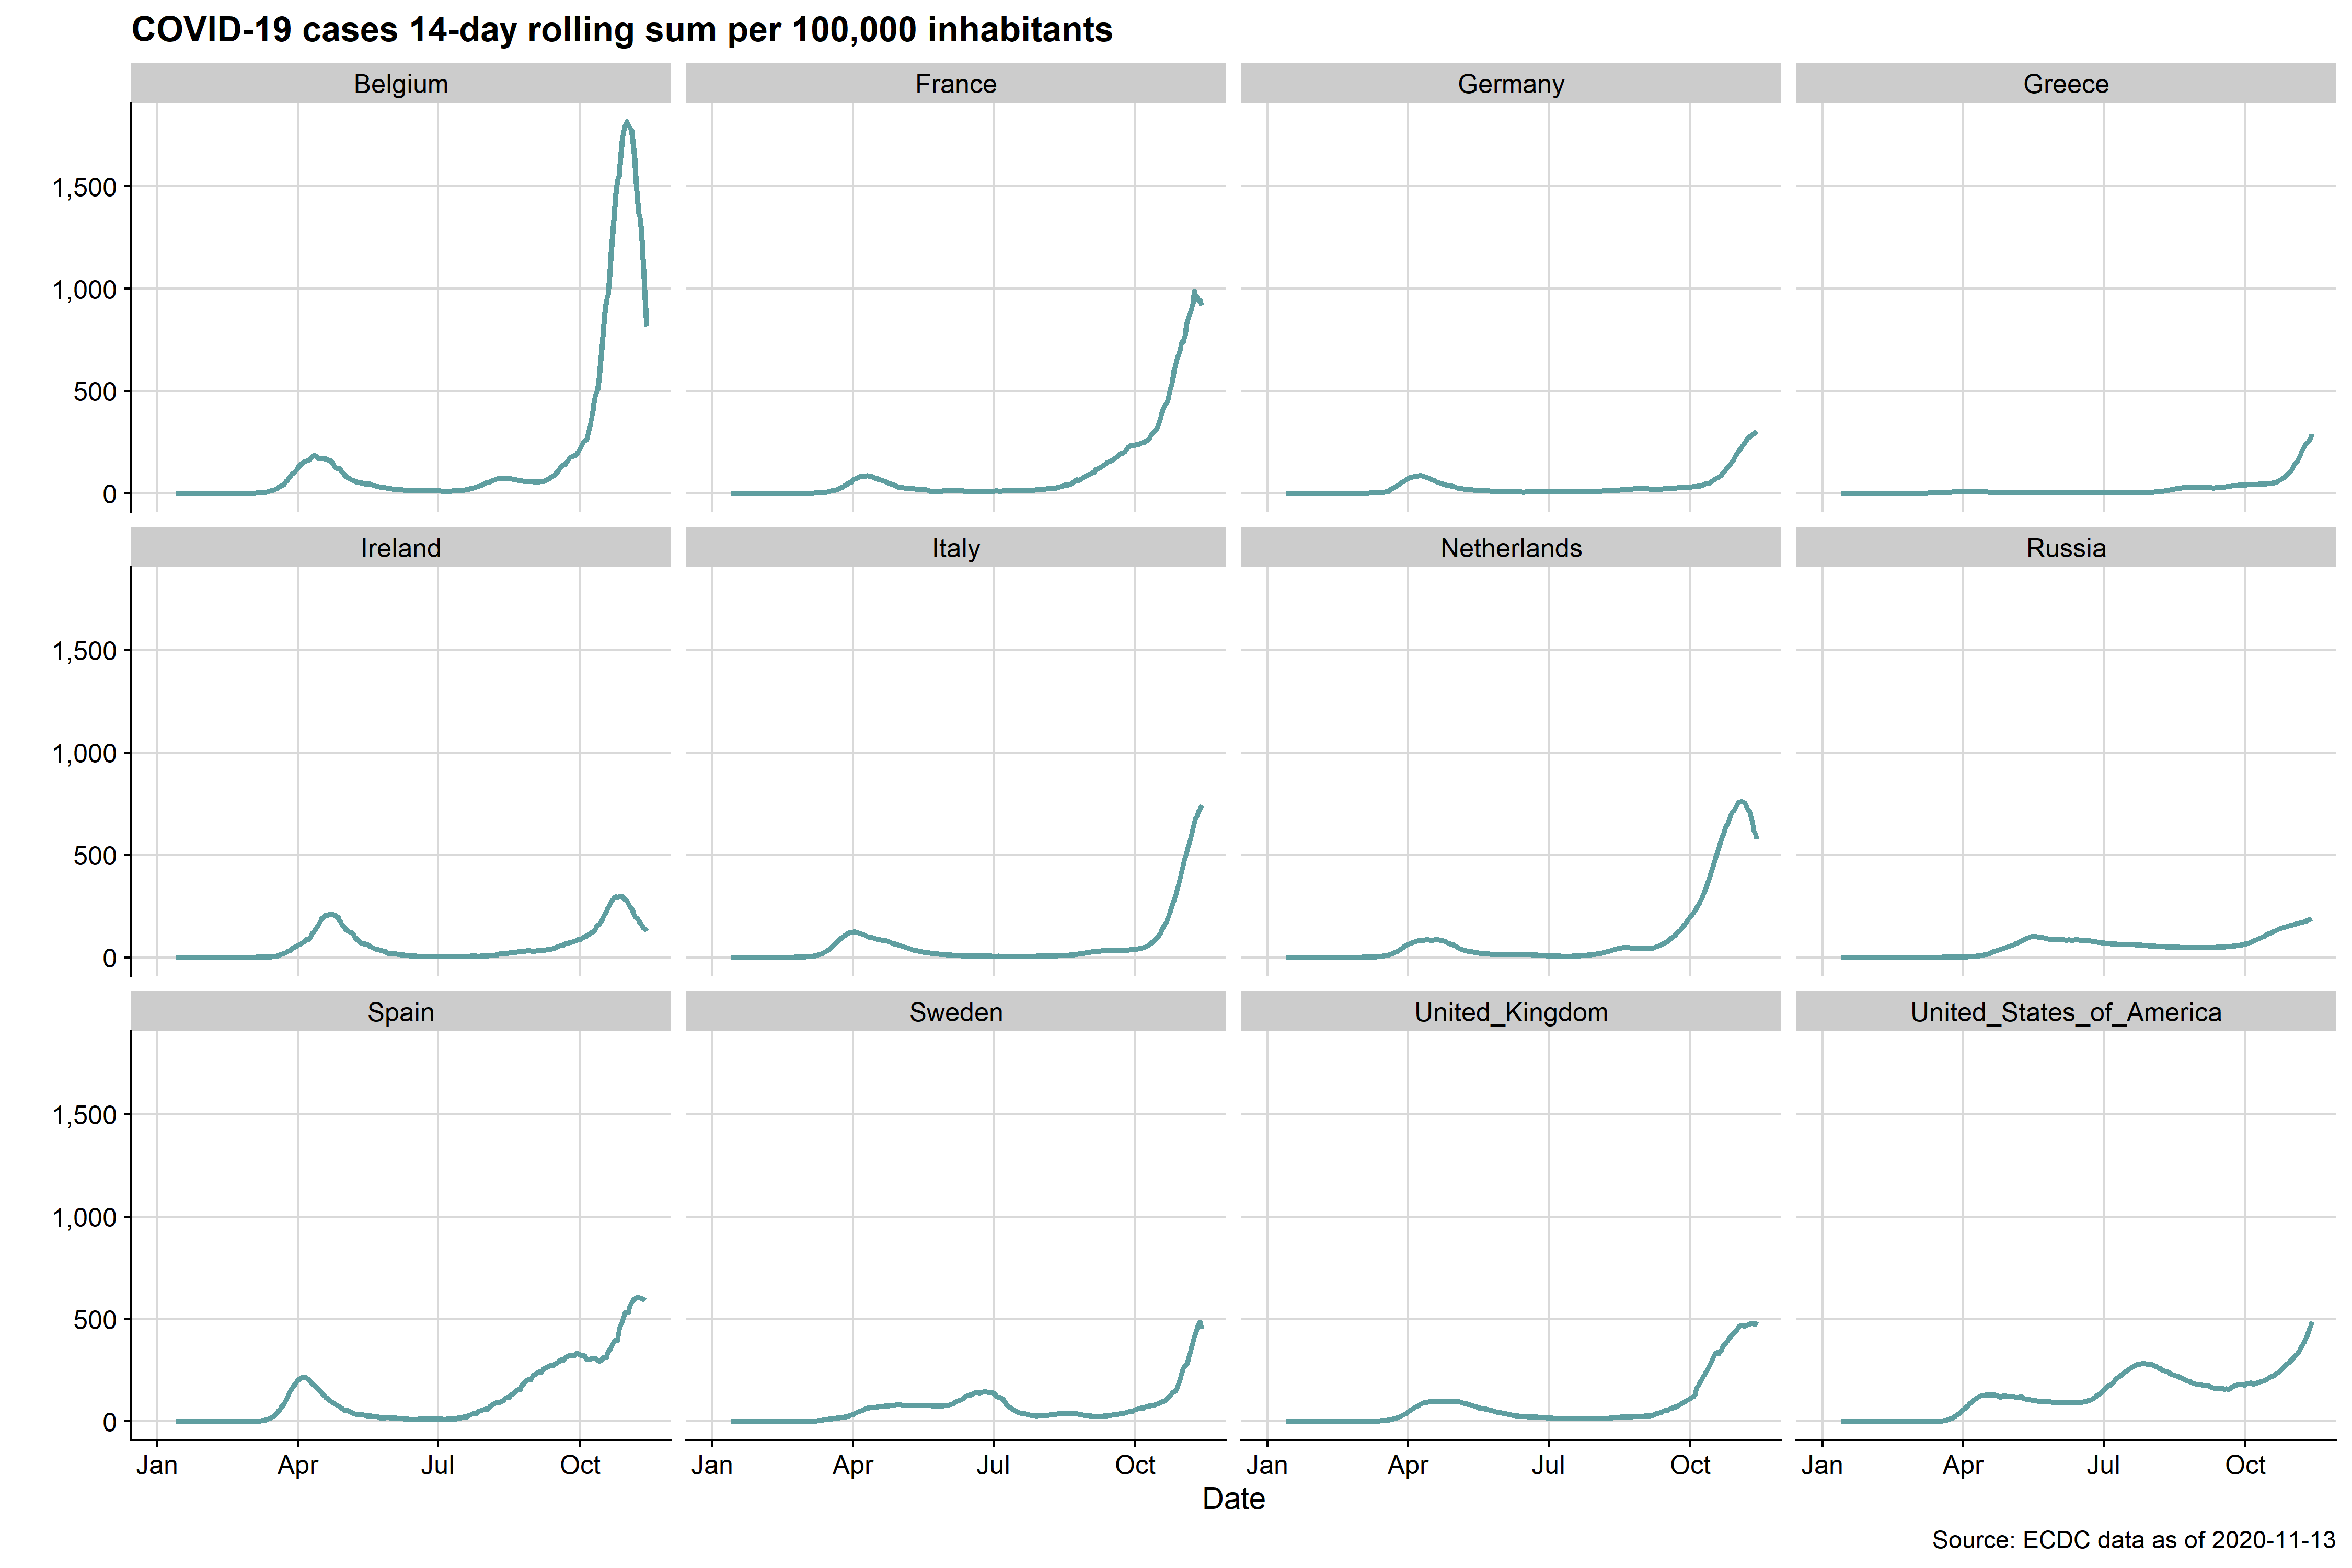 COVID-19 cases 14-day rolling sum per 100,000 inhabitants
Belgium France Germany Greece
1,500
1,000
500
0
Ireland Italy Netherlands Russia
1,500
1,000
500
0
Spain Sweden United_Kingdom United_States_of_America
1,500
1,000
500
0
Jan Apr Jul Oct Jan Apr Jul Oct Jan Apr Jul Oct Jan Apr Jul Oct
Date
Source: ECDC data as of 2020-11-13